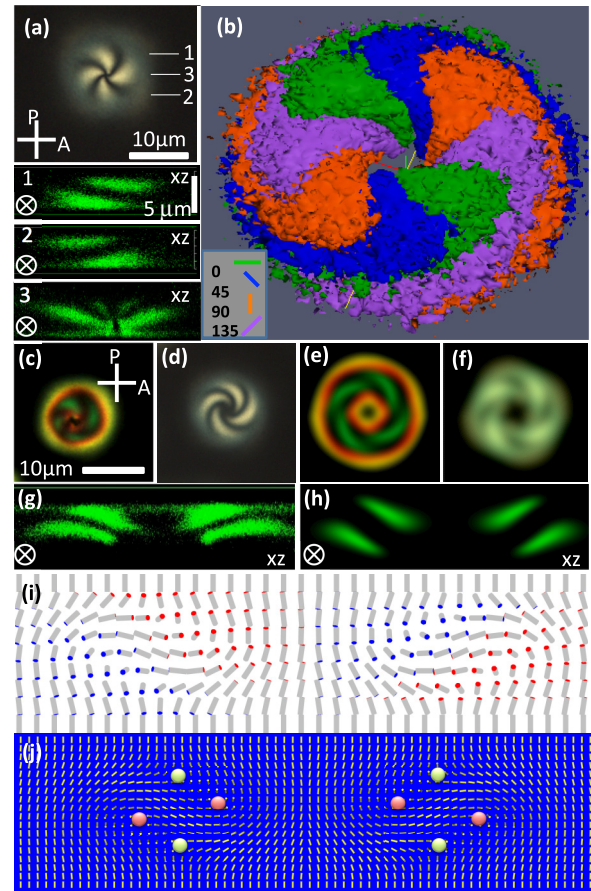 (a)
1
3
2
P
A
10μm
(b)
1
xz
5 μm
2
xz
3
xz
0
45
90
135
(c)
P
A
10μm
(d)
(e)
(f)
(g)
xz
(h)
xz
(i)
(j)